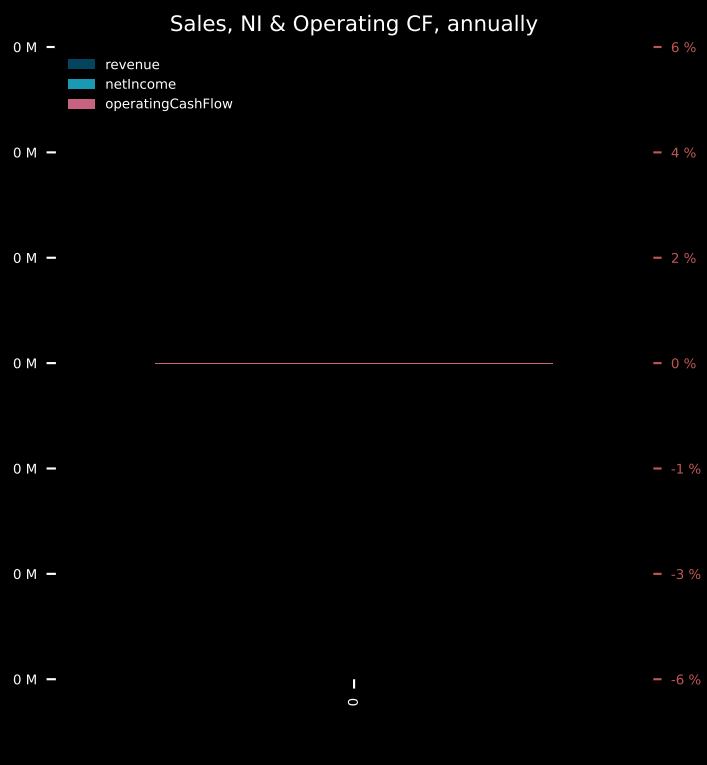 Sales, NI & Operating CF, annually
0 M
6 %
revenue
netIncome
operatingCashFlow
0 M
4 %
0 M
2 %
0 M
0 %
0 M
-1 %
0 M
-3 %
0 M
-6 %
0